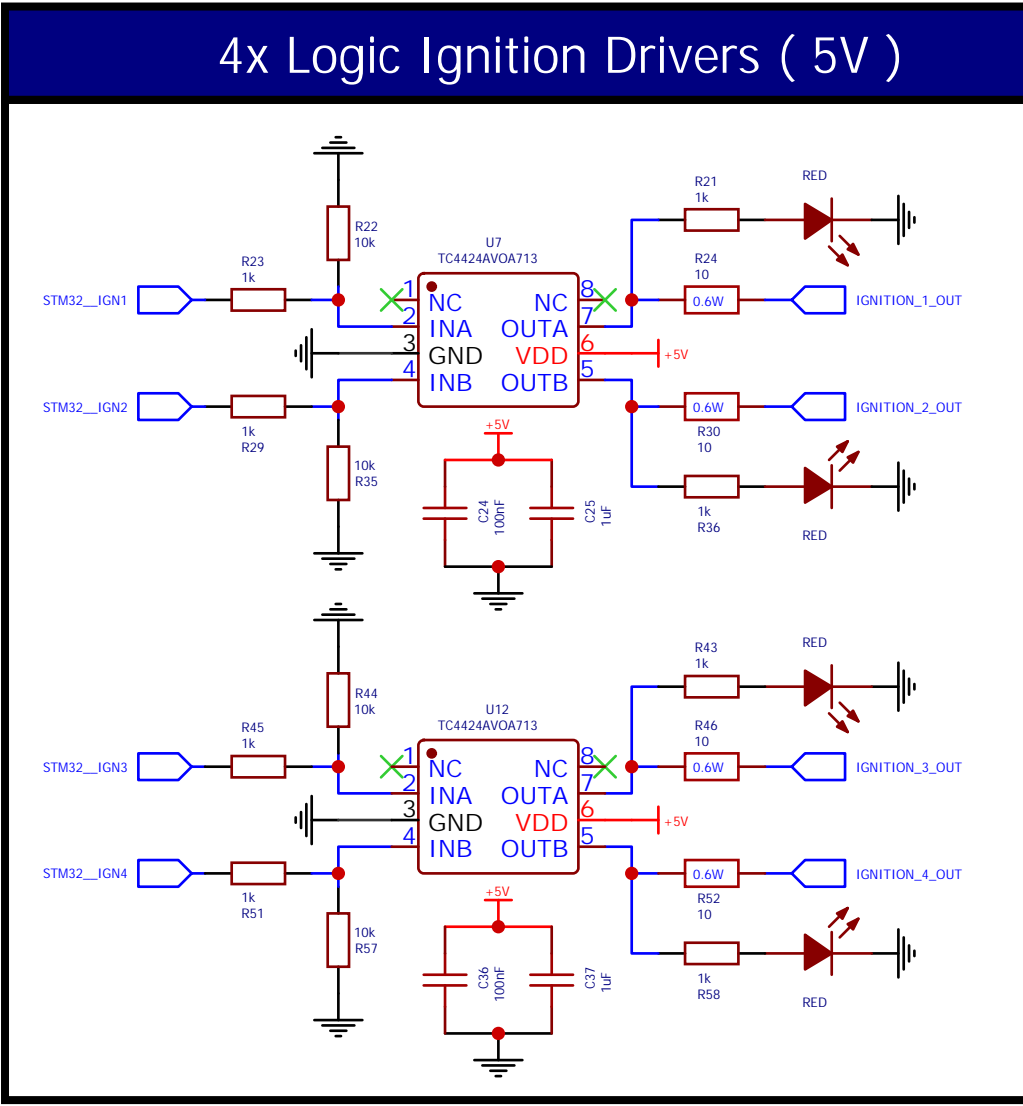 4x Logic Ignition Drivers ( 5V )
R21
1k
RED
R22
10k
U7
TC4424AVOA713
R23
1k
R24
10
STM32__IGN1
1
NC
NC
8
0.6W
IGNITION_1_OUT
2
INA
OUTA
7
3
GND
VDD
6
+5V
4
INB
OUTB
5
STM32__IGN2
0.6W
IGNITION_2_OUT
1k
R29
R30
10
+5V
10k
R35
C24
100nF
C25
1uF
1k
R36
RED
R43
1k
RED
R44
10k
U12
TC4424AVOA713
R45
1k
R46
10
STM32__IGN3
1
NC
NC
8
0.6W
IGNITION_3_OUT
2
INA
OUTA
7
3
GND
VDD
6
+5V
4
INB
OUTB
5
STM32__IGN4
0.6W
IGNITION_4_OUT
1k
R51
R52
10
+5V
10k
R57
C36
100nF
C37
1uF
1k
R58
RED